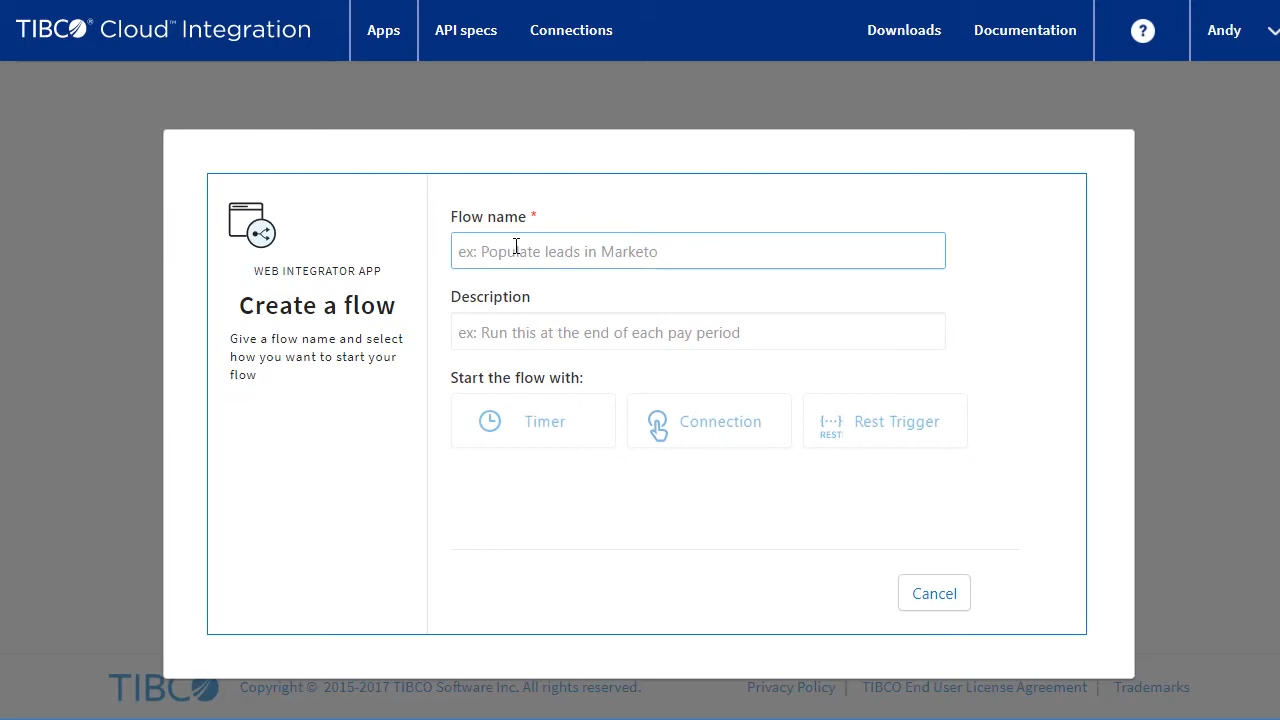 TIBCO® Cloud™ Integration
Apps
API specs
Connections
Downloads
Documentation
?
Andy
WEB INTEGRATOR APP
Create a flow
Give a flow name and select
how you want to start your
flow
Flow name *
ex: Populate leads in Marketo
Description
ex: Run this at the end of each pay period
Start the flow with:
Timer
Connection
{···}
REST
Rest Trigger
Cancel
TIBCO
Copyright © 2015-2017 TIBCO Software Inc. All rights reserved.
Privacy Policy | TIBCO End User License Agreement | Trademarks